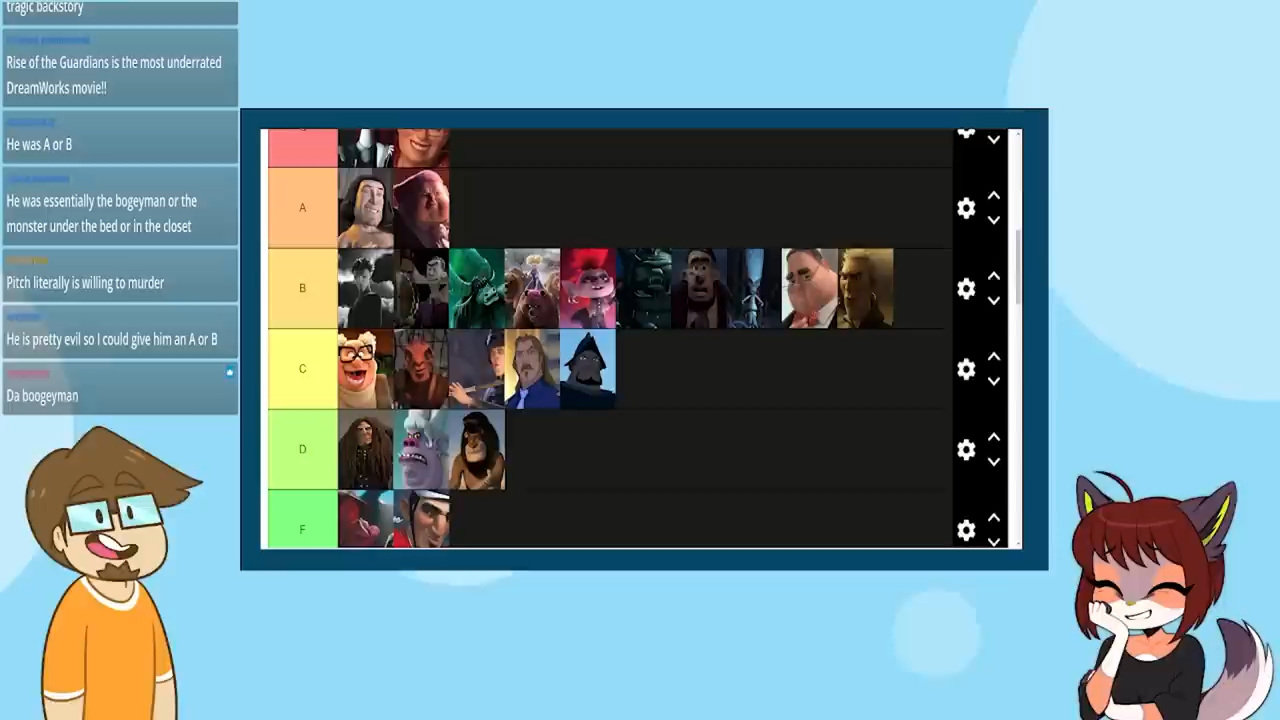 tragic backstory
Rise of the Guardians is the most underrated
DreamWorks movie!!
He was A or B
He was essentially the bogeyman or the
monster under the bed or in the closet
Pitch literally is willing to murder
He is pretty evil so I could give him an A or B
Da boogeyman
A
B
C
D
F